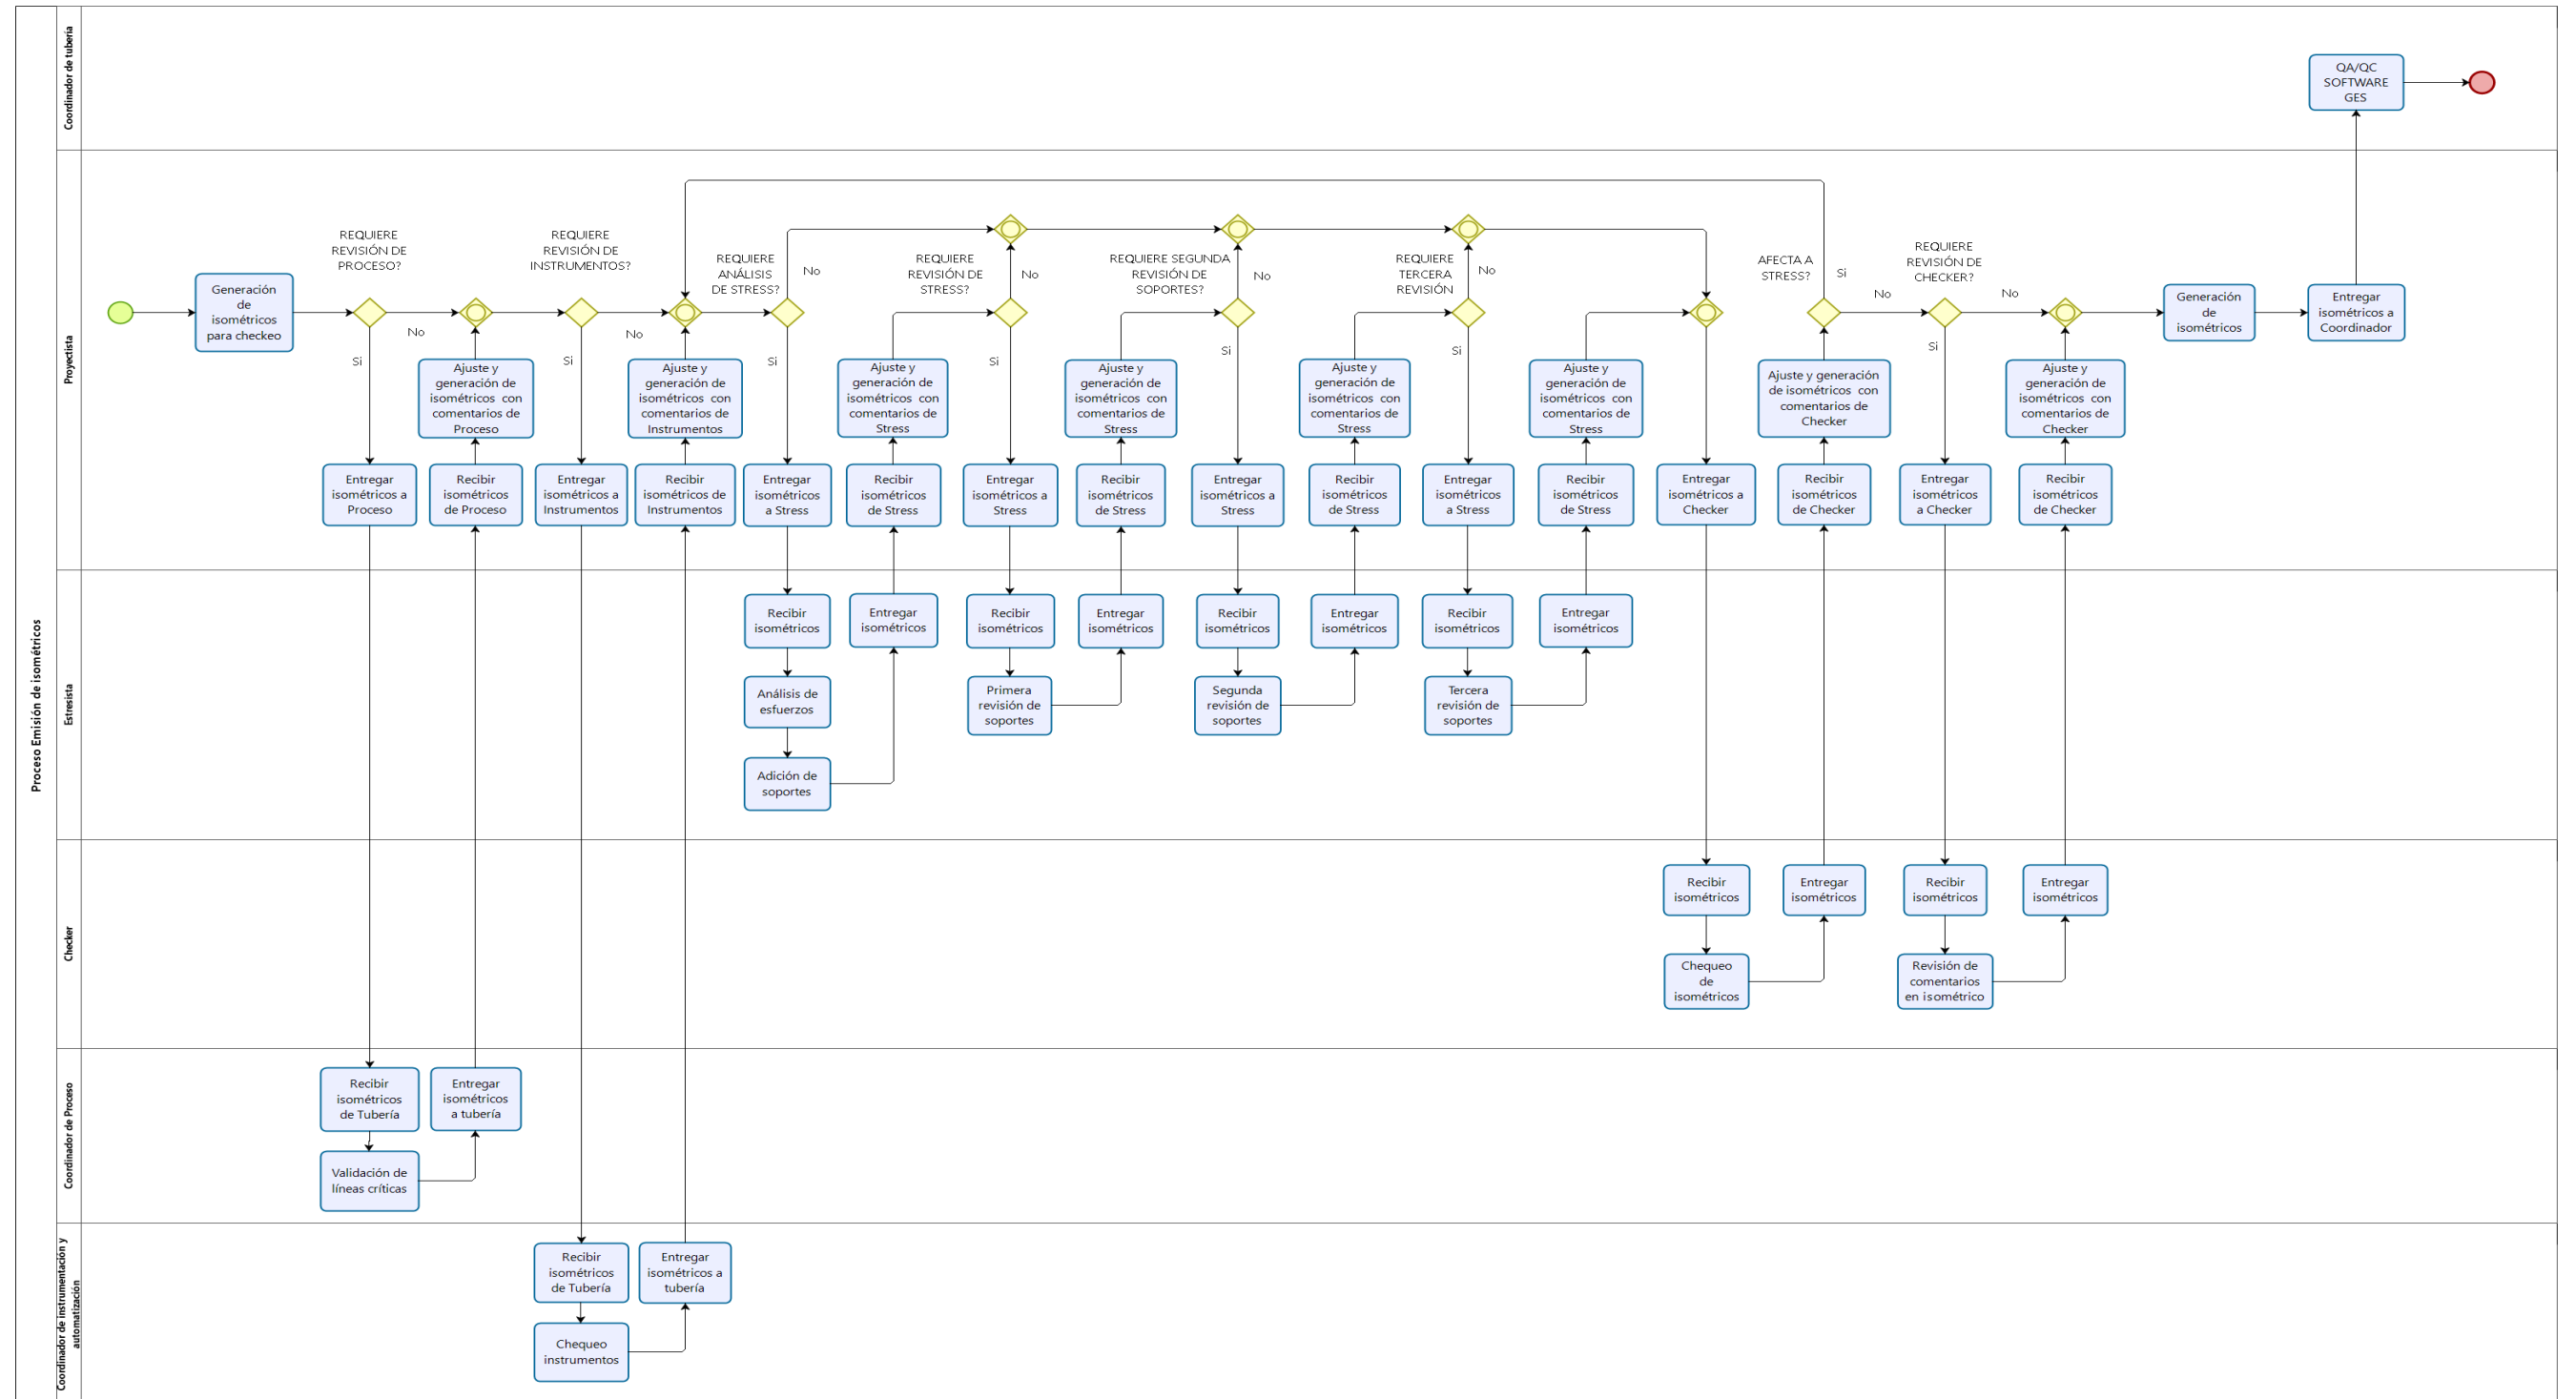 Proceso Emisión de isométricos
Coordinador de tubería
QA/QC
SOFTWARE
GES
Proyectista
Generación
de
isométricos
para checkeo
REQUIERE
REVISIÓN DE
PROCESO?
No
Si
Entregar
isométricos a
Proceso
Ajuste y
generación de
isométricos con
comentarios de
Proceso
Recibir
isométricos
de Proceso
REQUIERE
REVISIÓN DE
INSTRUMENTOS?
No
Si
Entregar
isométricos a
Instrumentos
Ajuste y
generación de
isométricos con
comentarios de
Instrumentos
Recibir
isométricos de
Instrumentos
REQUIERE
ANÁLISIS
DE STRESS?
No
Si
Entregar
isométricos
a Stress
Ajuste y
generación de
isométricos con
comentarios de
Stress
Recibir
isométricos
de Stress
REQUIERE
REVISIÓN DE
STRESS?
No
Si
Entregar
isométricos a
Stress
Ajuste y
generación de
isométricos con
comentarios de
Stress
Recibir
isométricos
de Stress
REQUIERE SEGUNDA
REVISIÓN DE
SOPORTES?
No
Si
Entregar
isométricos a
Stress
Ajuste y
generación de
isométricos con
comentarios de
Stress
Recibir
isométricos
de Stress
REQUIERE
TERCERA
REVISIÓN
No
Si
Entregar
isométricos
a Stress
Ajuste y
generación de
isométricos con
comentarios de
Stress
Recibir
isométricos
de Stress
Entregar
isométricos a
Checker
AFECTA A
STRESS?
Si
No
Ajuste y generación
de isométricos con
comentarios de
Checker
Recibir
isométricos
de Checker
REQUIERE
REVISIÓN DE
CHECKER?
No
Si
Entregar
isométricos
a Checker
Ajuste y
generación de
isométricos con
comentarios de
Checker
Recibir
isométricos
de Checker
Generación
de
isométricos
Entregar
isométricos a
Coordinador
Estresista
Recibir
isométricos
Análisis de
esfuerzos
Adición de
soportes
Entregar
isométricos
Recibir
isométricos
Primera
revisión de
soportes
Entregar
isométricos
Recibir
isométricos
Segunda
revisión de
soportes
Entregar
isométricos
Recibir
isométricos
Tercera
revisión de
soportes
Entregar
isométricos
Checker
Recibir
isométricos
Chequeo
de
isométricos
Entregar
isométricos
Recibir
isométricos
Revisión de
comentarios
en isométrico
Entregar
isométricos
Coordinador de Proceso
Recibir
isométricos
de Tubería
Validación de
líneas críticas
Entregar
isométricos
a tubería
Coordinador de instrumentación y
automatización
Recibir
isométricos
de Tubería
Chequeo
instrumentos
Entregar
isométricos a
tubería